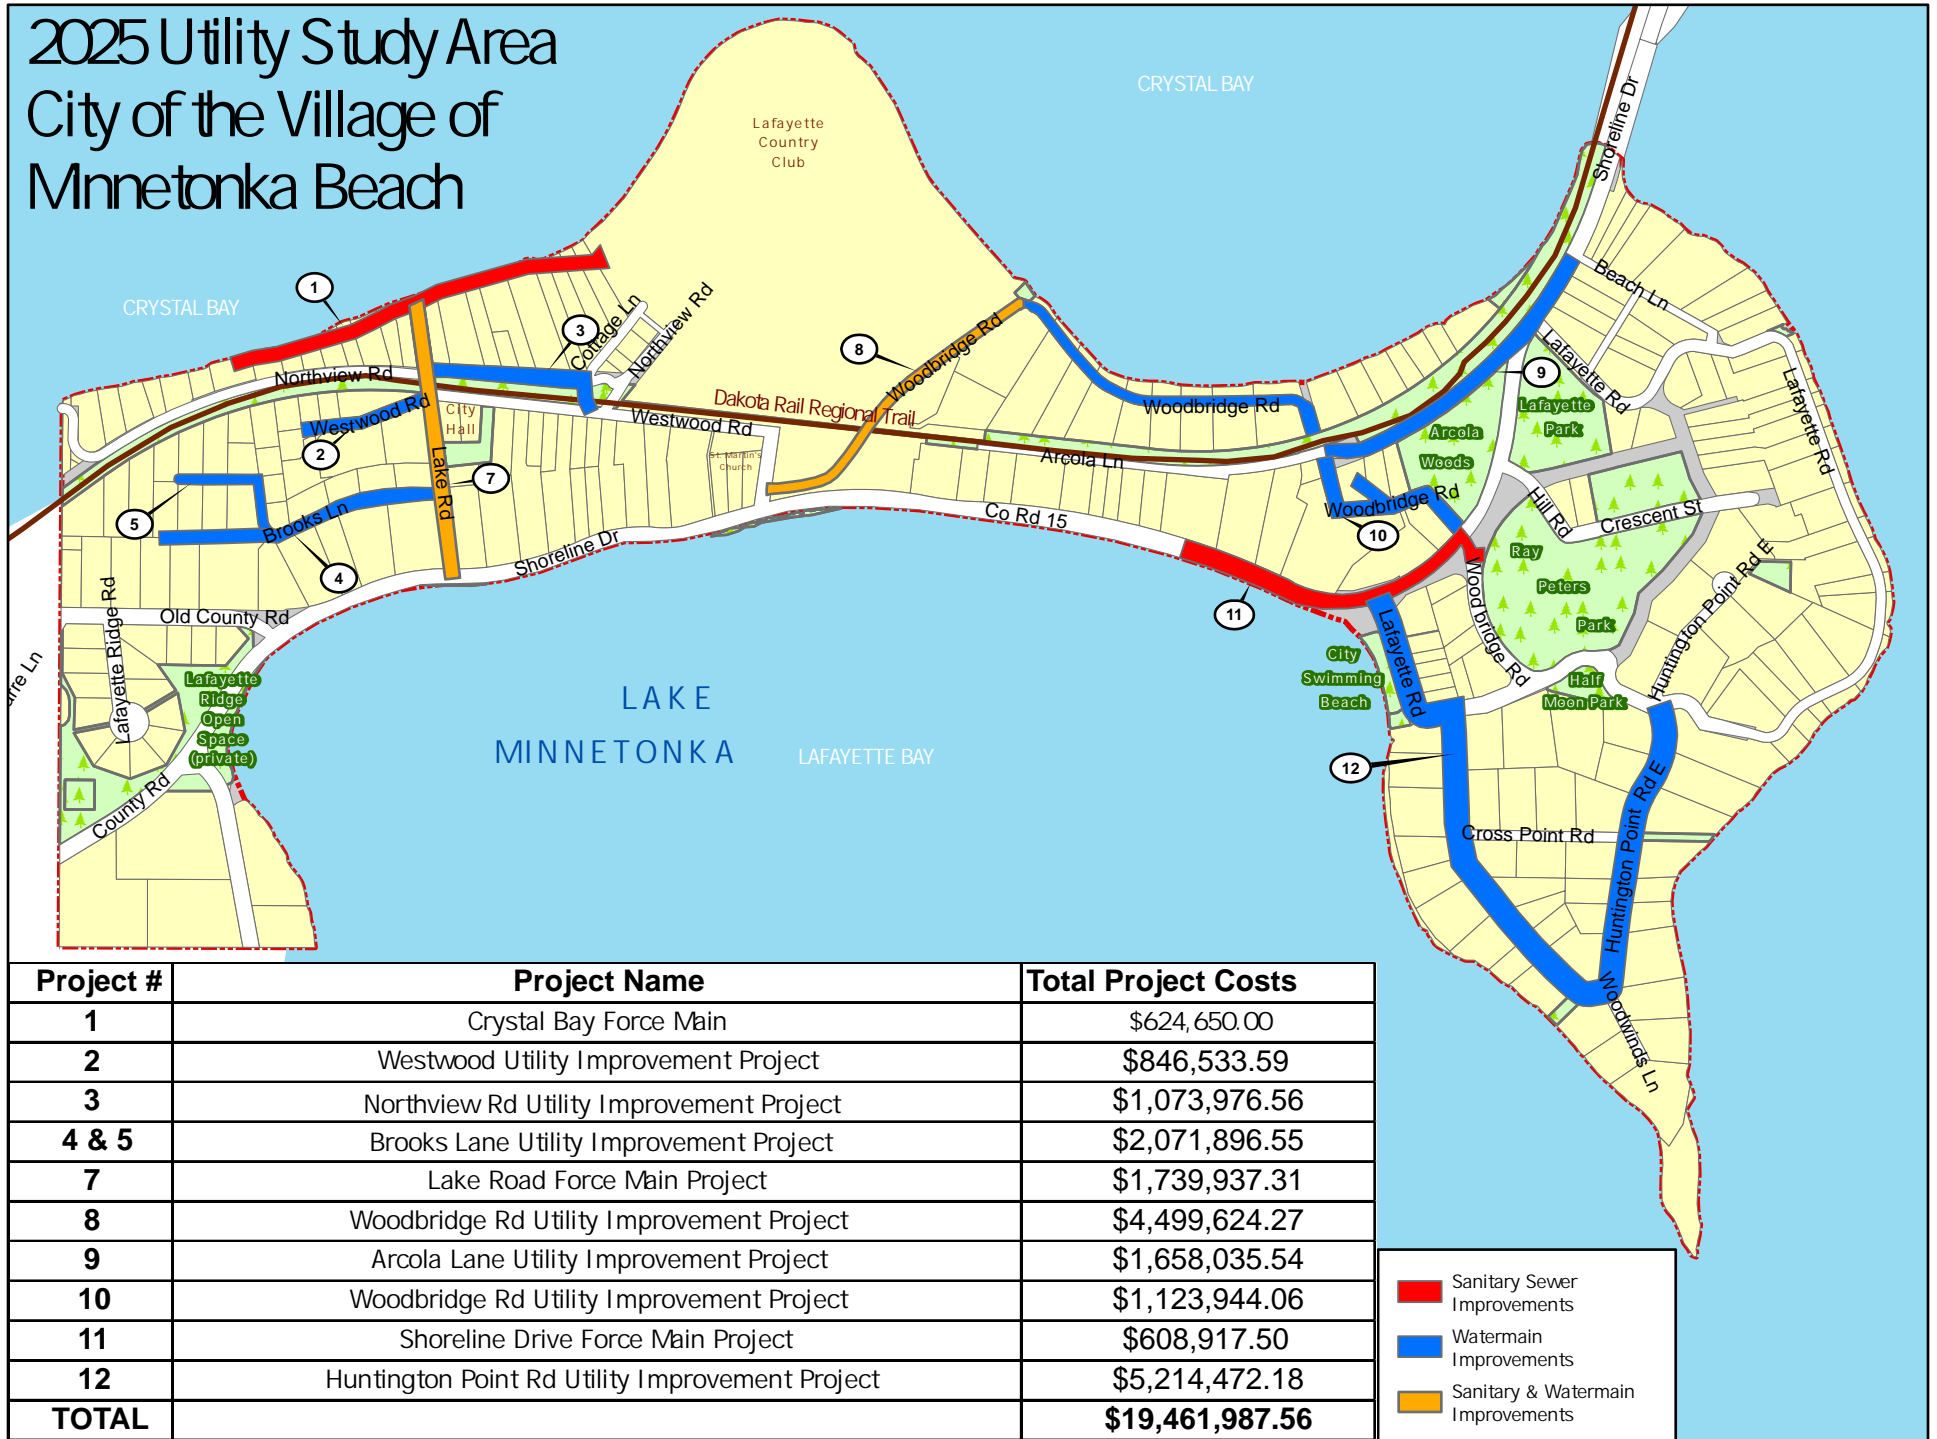 2025 Utility Study Area
City of the Village of
Minnetonka Beach
CRYSTAL BAY
CRYSTAL BAY
Lafayette
Country
Club
Shoreline Dr
Beach Ln
Lafayette Rd
Lafayette Rd
1
3
8
9
Cottage Ln
Northview Rd
Northview Rd
Woodbridge Rd
Woodbridge Rd
Westwood Rd
City
Hall
Dakota Rail Regional Trail
Westwood Rd
St. Martin's
Church
Arcola Ln
Lafayette
Park
Arcola
Woods
2
7
Lake Rd
5
Brooks Ln
4
Co Rd 15
Woodbridge Rd
10
Hill Rd
Crescent St
Ray
Peters
Park
Shoreline Dr
11
Woodbridge Rd
Huntington Point Rd E
Old County Rd
Lafayette Ridge Rd
Lafayette
Ridge
Open
Space
(private)
arre Ln
County Rd
LAKE
MINNETONKA
LAFAYETTE BAY
City
Swimming
Beach
Lafayette Rd
Half
Moon Park
12
Cross Point Rd
Huntington Point Rd E
Woodwinds Ln
Project # Project Name Total Project Costs
1 Crystal Bay Force Main $624,650.00
2 Westwood Utility Improvement Project $846,533.59
3 Northview Rd Utility Improvement Project $1,073,976.56
4 & 5 Brooks Lane Utility Improvement Project $2,071,896.55
7 Lake Road Force Main Project $1,739,937.31
8 Woodbridge Rd Utility Improvement Project $4,499,624.27
9 Arcola Lane Utility Improvement Project $1,658,035.54
10 Woodbridge Rd Utility Improvement Project $1,123,944.06
11 Shoreline Drive Force Main Project $608,917.50
12 Huntington Point Rd Utility Improvement Project $5,214,472.18
TOTAL $19,461,987.56
Sanitary Sewer
Improvements
Watermain
Improvements
Sanitary & Watermain
Improvements